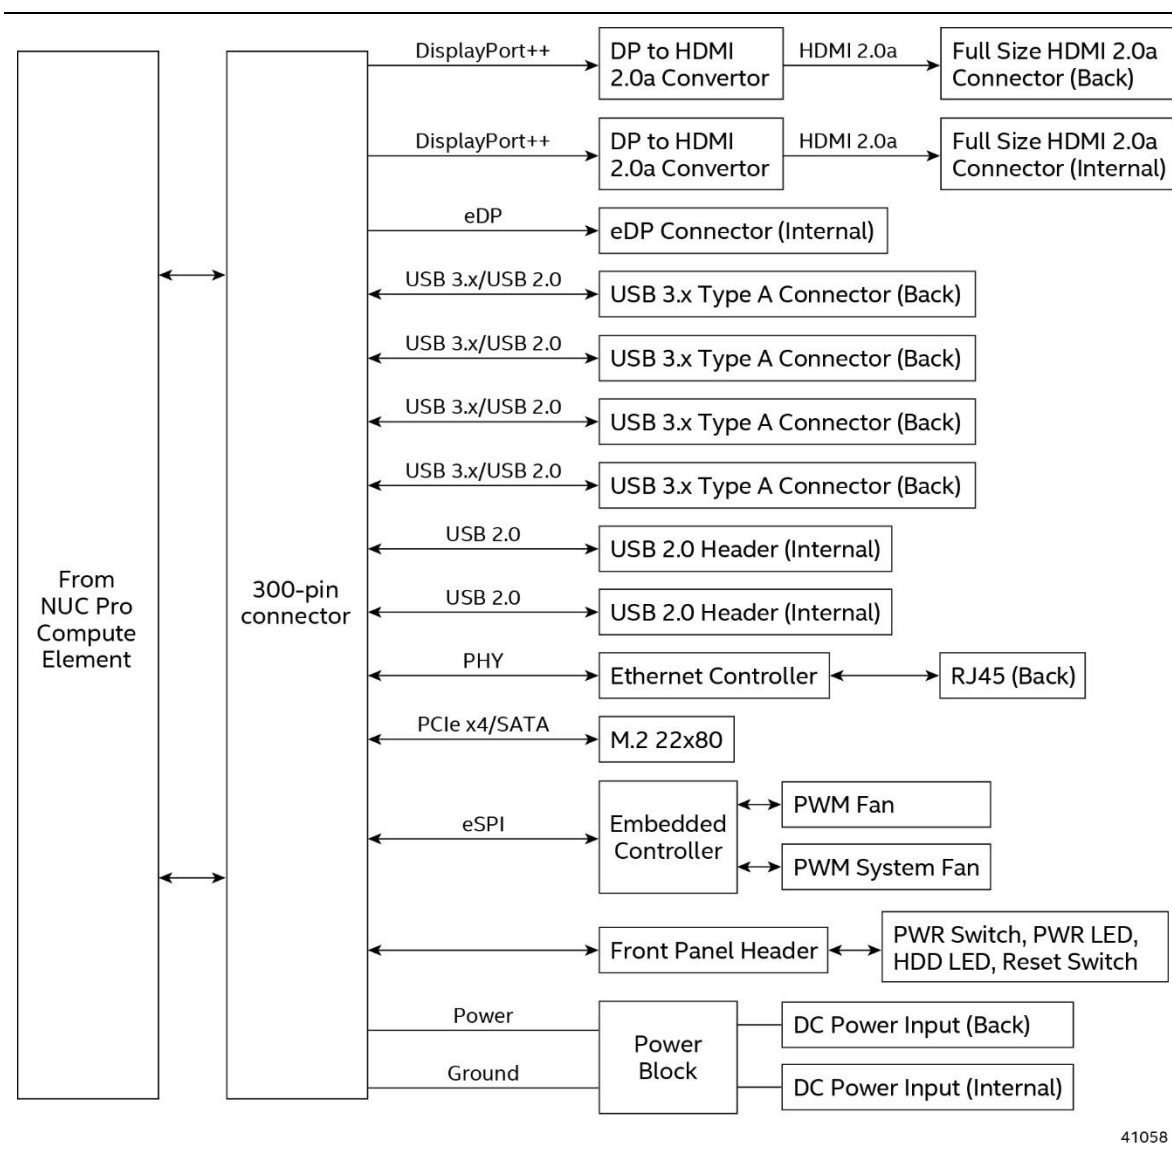 DisplayPort++
DP to HDMI
2.0a Convertor
HDMI 2.0a
Full Size HDMI 2.0a
Connector (Back)
DisplayPort++
DP to HDMI
2.0a Convertor
HDMI 2.0a
Full Size HDMI 2.0a
Connector (Internal)
eDP
eDP Connector (Internal)
USB 3.x/USB 2.0
USB 3.x Type A Connector (Back)
USB 3.x/USB 2.0
USB 3.x Type A Connector (Back)
USB 3.x/USB 2.0
USB 3.x Type A Connector (Back)
USB 3.x/USB 2.0
USB 3.x Type A Connector (Back)
USB 2.0
USB 2.0 Header (Internal)
From
NUC Pro
Compute
Element
300-pin
connector
USB 2.0
USB 2.0 Header (Internal)
PHY
Ethernet Controller
RJ45 (Back)
PCIe x4/SATA
M.2 22x80
eSPI
Embedded
Controller
PWM Fan
PWM System Fan
Front Panel Header
PWR Switch, PWR LED,
HDD LED, Reset Switch
Power
Ground
Power
Block
DC Power Input (Back)
DC Power Input (Internal)
41058